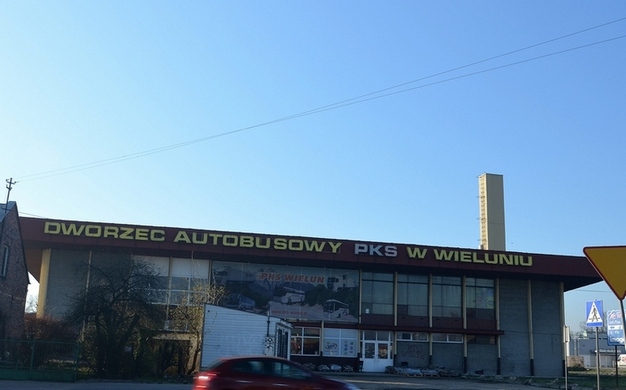 DWORZEC AUTOBUSOWY PKS W WIELUNIU
PKS WIELUŃ